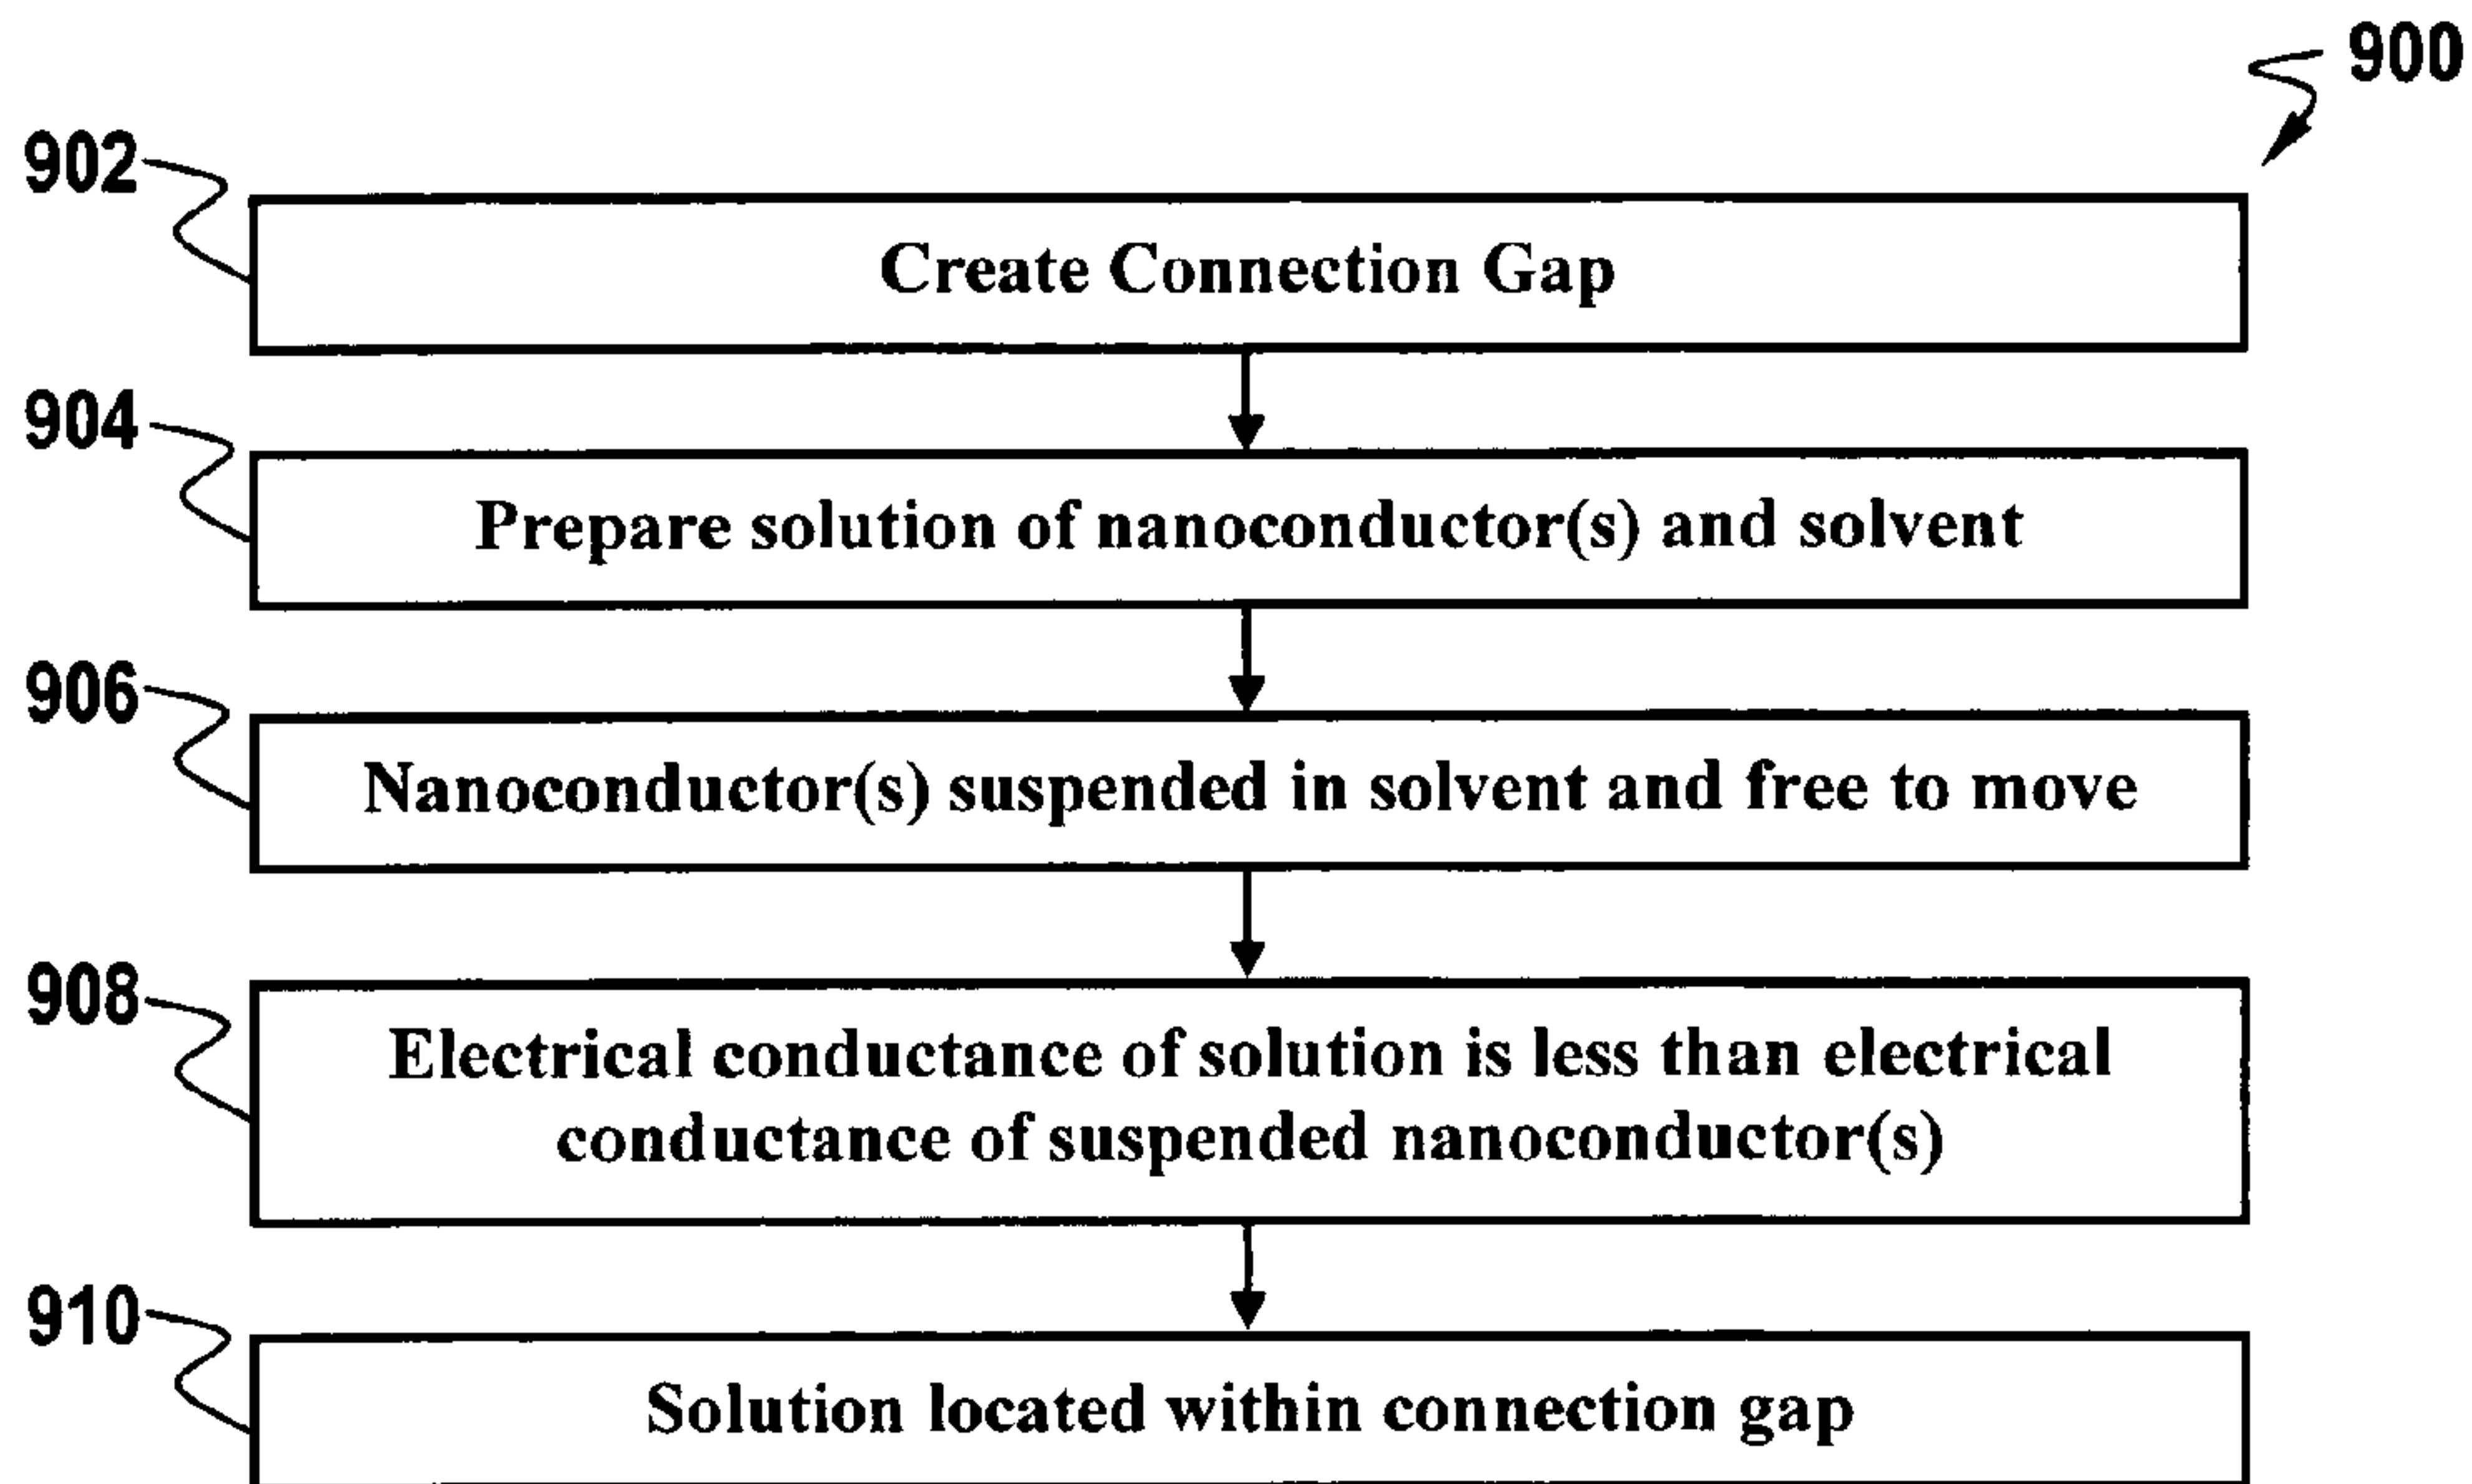 900
902
Create Connection Gap
904
Prepare solution of nanoconductor(s) and solvent
906
Nanoconductor(s) suspended in solvent and free to move
908
Electrical conductance of solution is less than electrical
conductance of suspended nanoconductor(s)
910
Solution located within connection gap